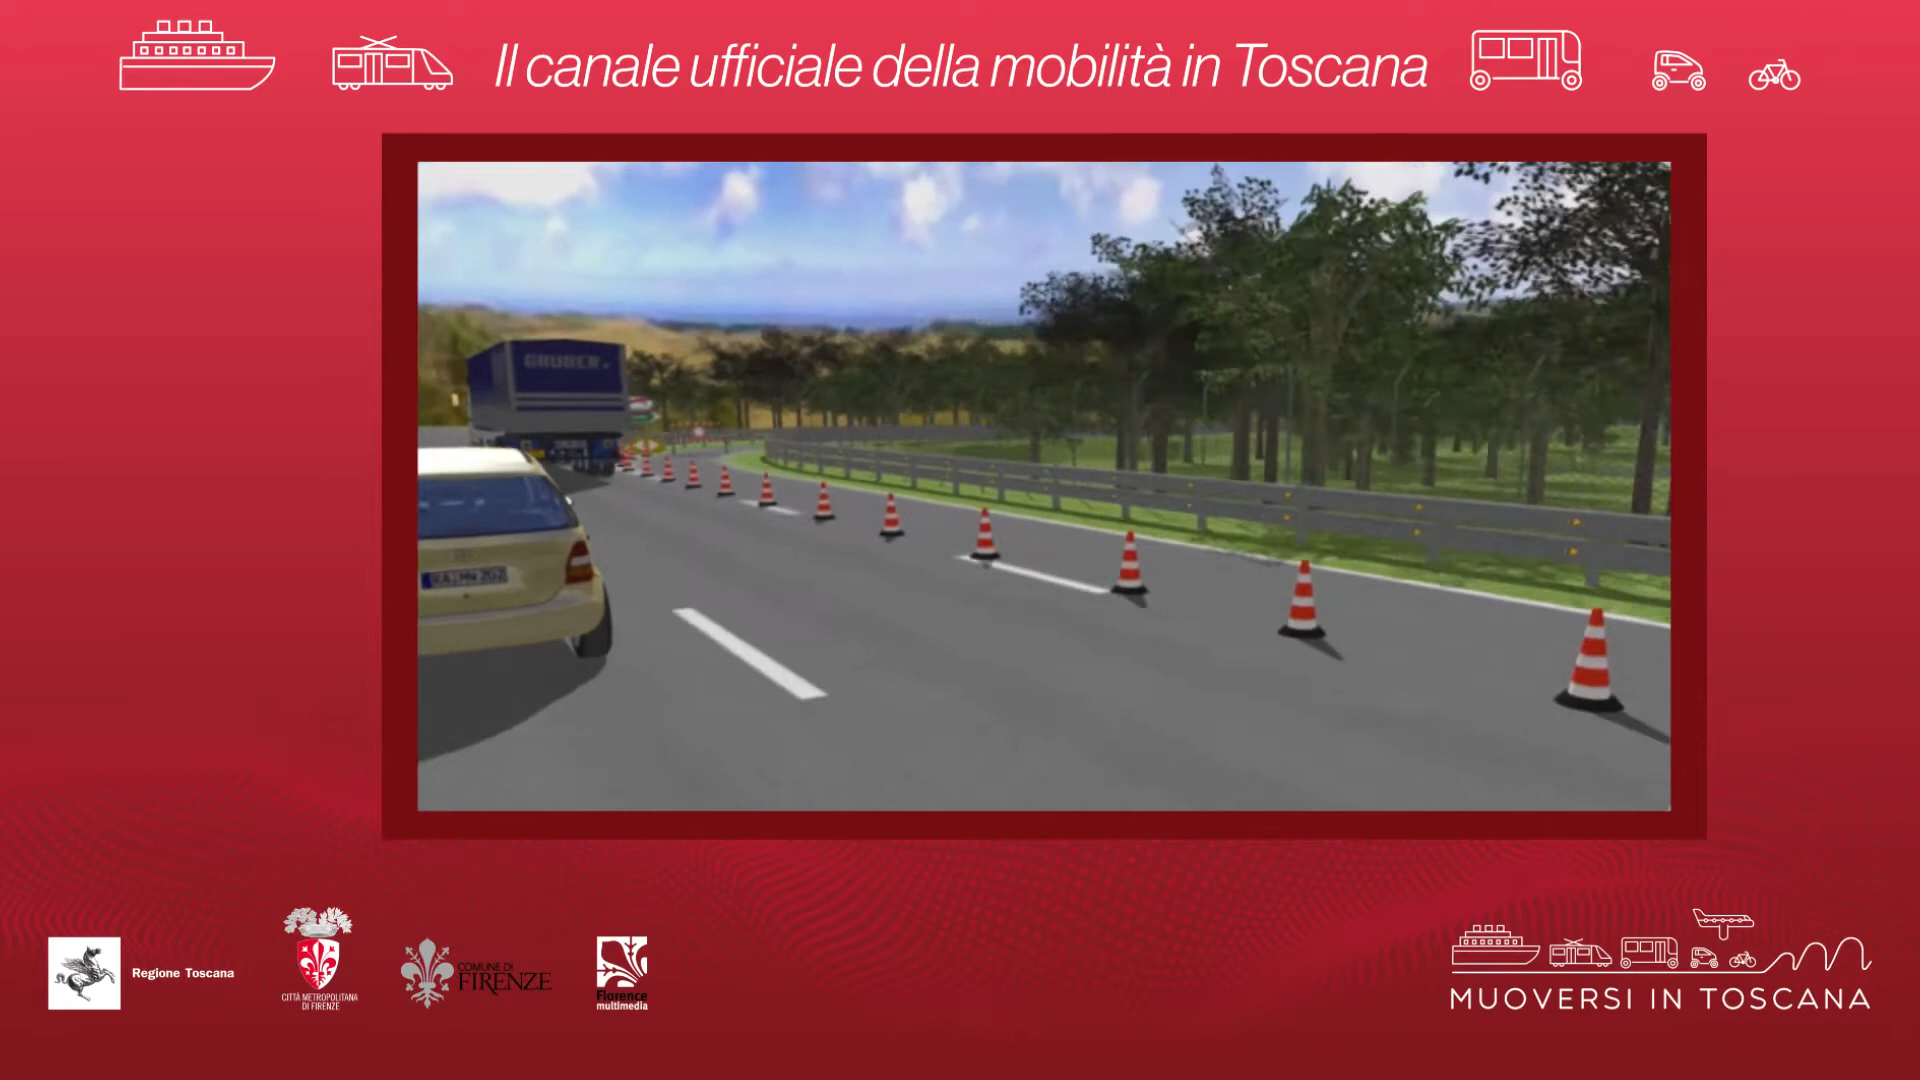 Il canale ufficiale della mobilità in Toscana
GRUBER
Regione Toscana
CITTÀ METROPOLITANA
DI FIRENZE
COMUNE DI
FIRENZE
Florence
multimedia
MUOVERSI IN TOSCANA